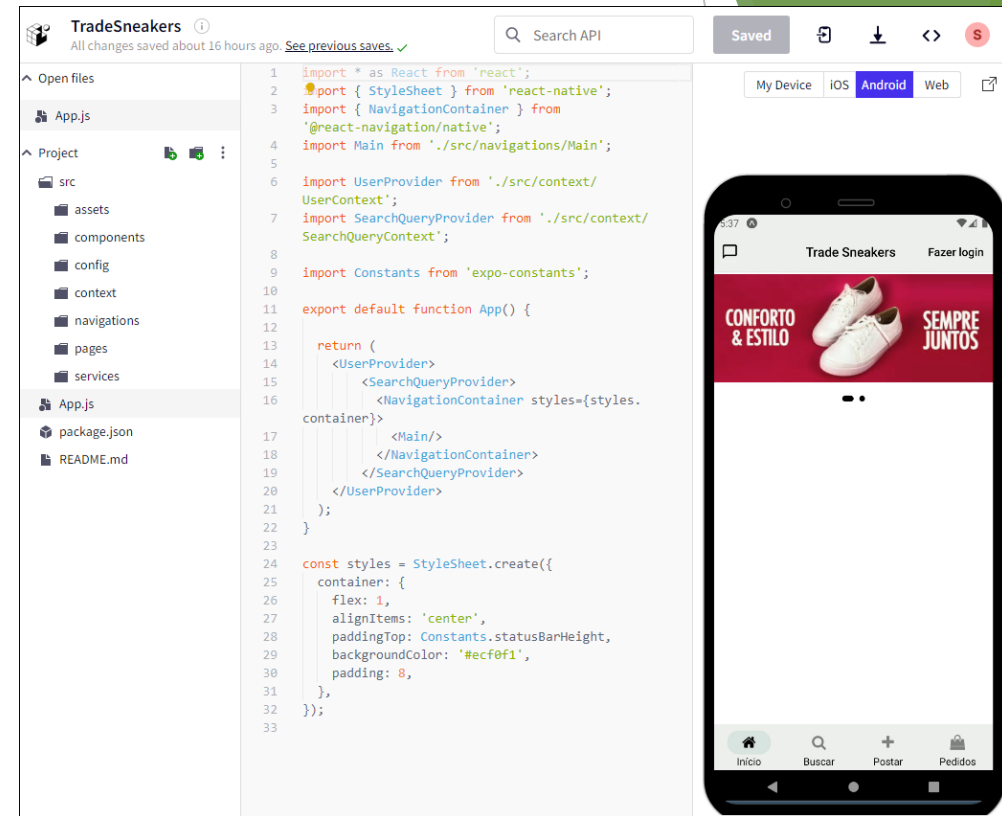 TradeSneakers
All changes saved about 16 hours ago. See previous saves.
Search API
Saved
S
Open files
App.js
Project
src
assets
components
config
context
navigations
pages
services
App.js
package.json
README.md
1 import * as React from 'react';
2 port { StyleSheet } from 'react-native';
3 import { NavigationContainer } from
'@react-navigation/native';
4 import Main from './src/navigations/Main';
5
6 import UserProvider from './src/context/
UserContext';
7 import SearchQueryProvider from './src/context/
SearchQueryContext';
8
9 import Constants from 'expo-constants';
10
11 export default function App() {
12
13 return (
14 <UserProvider>
15 <SearchQueryProvider>
16 <NavigationContainer styles={styles.
container}>
17 <Main/>
18 </NavigationContainer>
19 </SearchQueryProvider>
20 </UserProvider>
21 );
22 }
23
24 const styles = StyleSheet.create({
25 container: {
26 flex: 1,
27 alignItems: 'center',
28 paddingTop: Constants.statusBarHeight,
29 backgroundColor: '#ecf0f1',
30 padding: 8,
31 },
32 });
33
My Device iOS Android Web
5:37
Trade Sneakers
Fazer login
CONFORTO
& ESTILO
SEMPRE
JUNTOS
Início Buscar Postar Pedidos